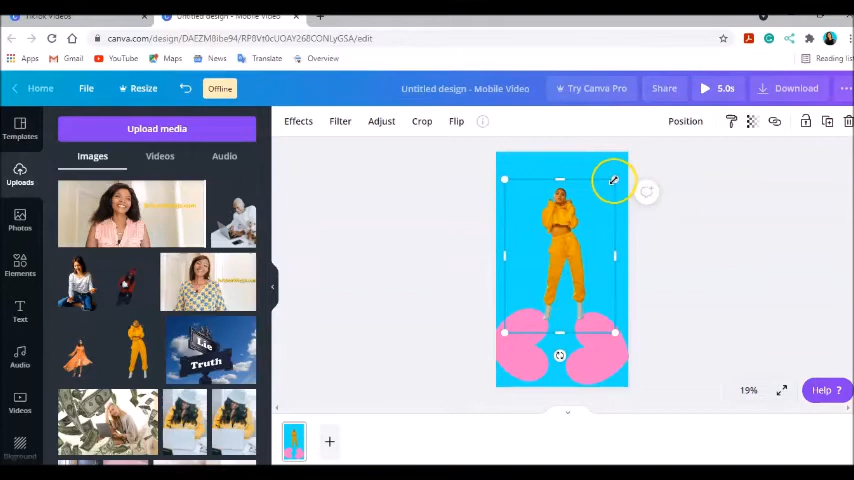 TikTok Videos
Untitled design - Mobile Video
canva.com/design/DAEZM8ibe94/RP8Vt0cUOAY268CONLyGSA/edit
Apps
Gmail
YouTube
Maps
News
Translate
Overview
Reading list
Home
File
Resize
Offline
Untitled design - Mobile Video
Try Canva Pro
Share
5.0s
Download
Templates
Upload media
Effects
Filter
Adjust
Crop
Flip
Position
Uploads
Images
Videos
Audio
Photos
Elements
Text
Audio
Videos
Bkground
Lie
Truth
19%
Help ?